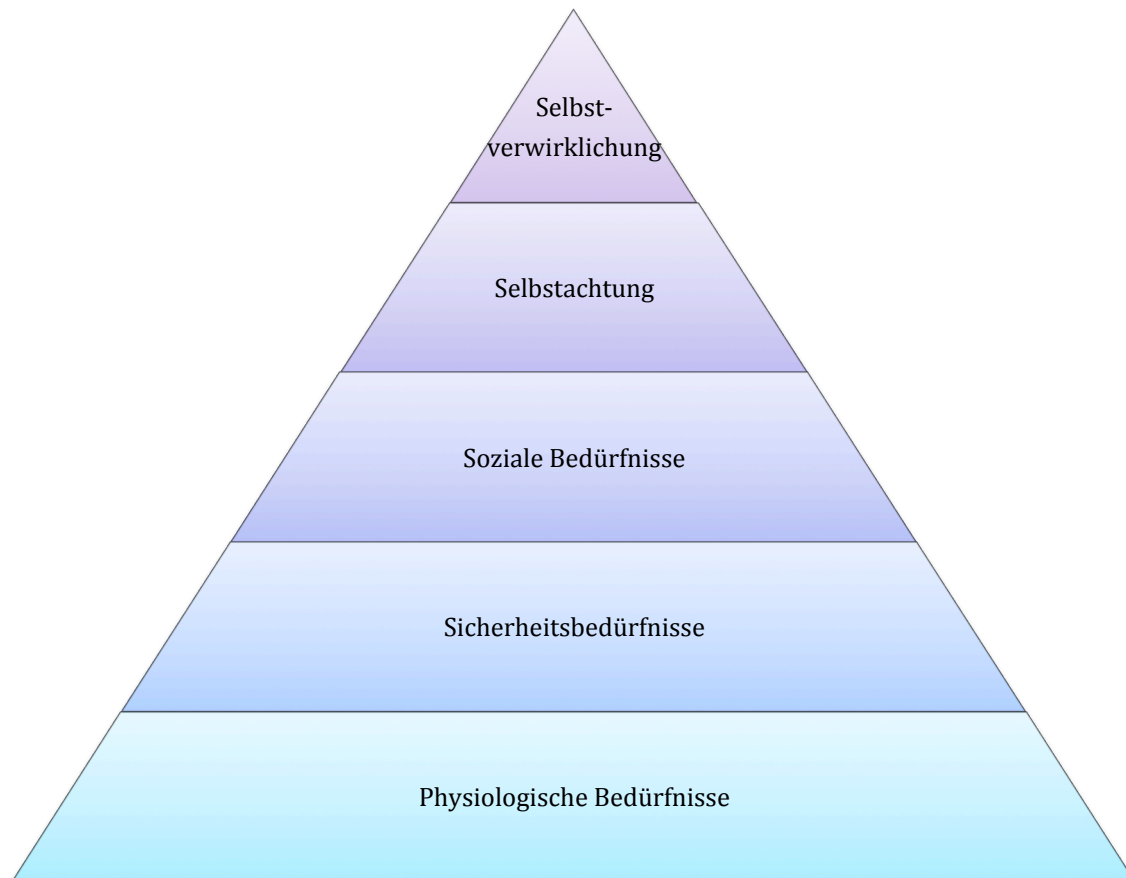 Selbst-
verwirklichung
Selbstachtung
Soziale Bedürfnisse
Sicherheitsbedürfnisse
Physiologische Bedürfnisse